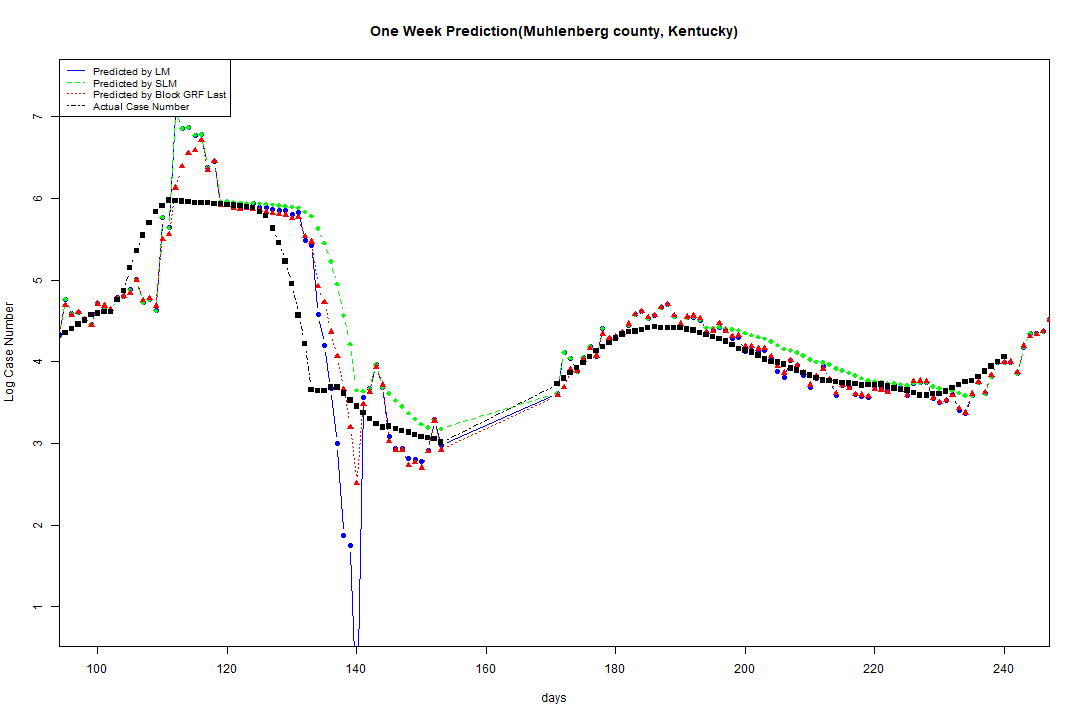 One Week Prediction(Muhlenberg county, Kentucky)
Predicted by LM
Predicted by SLM
Predicted by Block GRF Last
Actual Case Number
7
6
5
4
3
2
1
Log Case Number
100 120 140 160 180 200 220 240
days